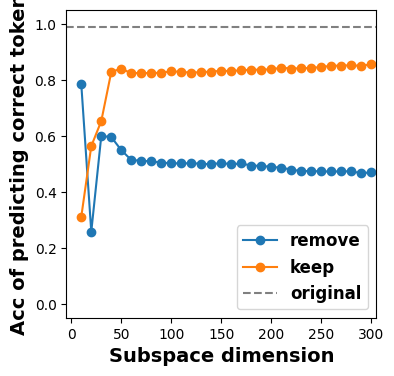 Acc of predicting correct token
1.0
0.8
0.6
0.4
0.2
0.0
remove
keep
original
0 50 100 150 200 250 300
Subspace dimension